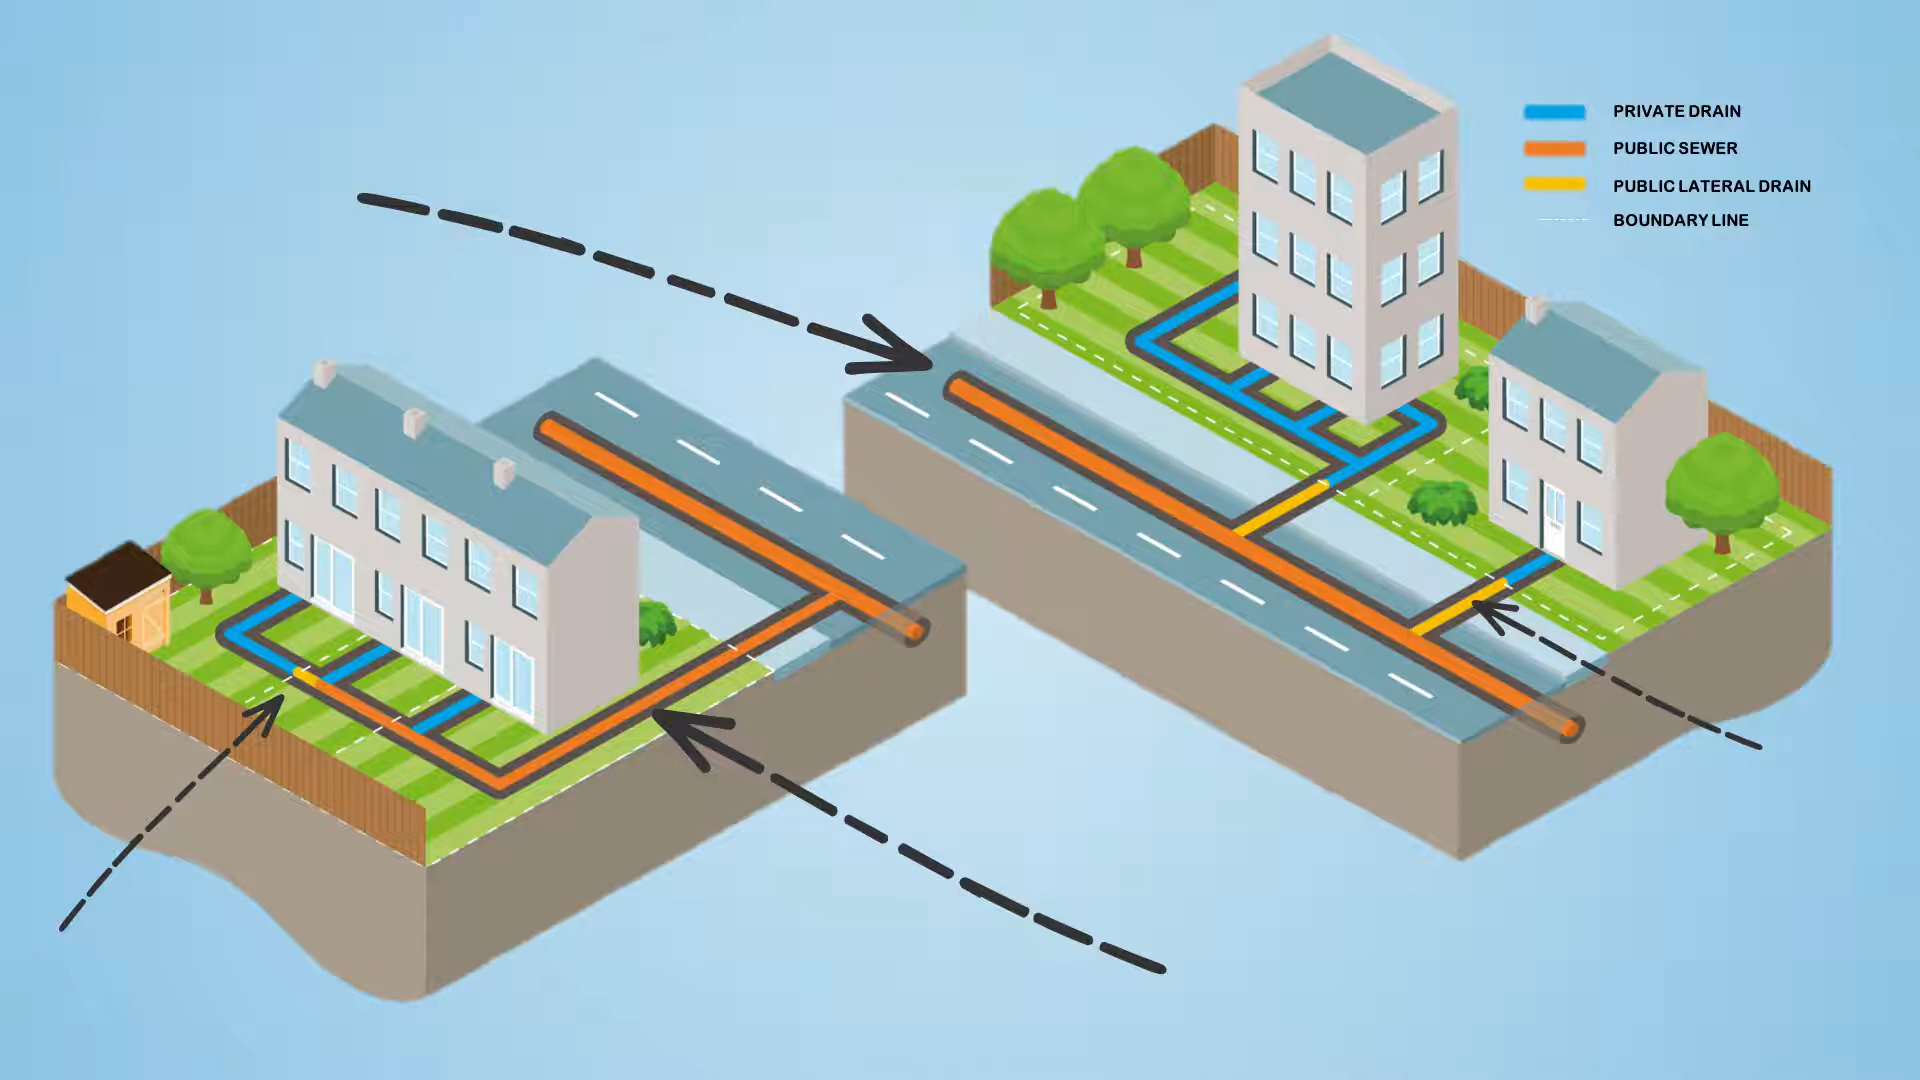 PRIVATE DRAIN
PUBLIC SEWER
PUBLIC LATERAL DRAIN
BOUNDARY LINE